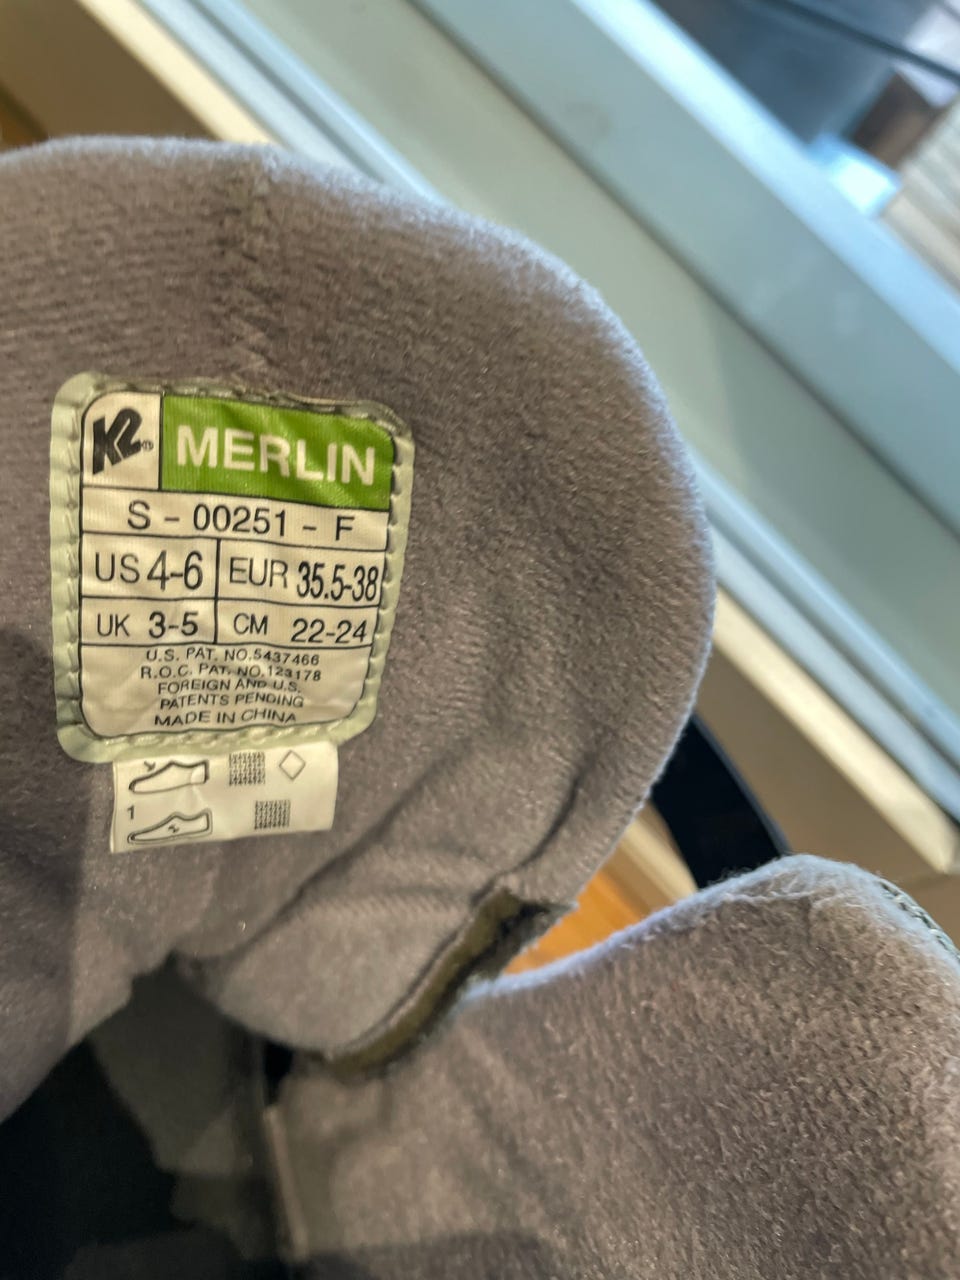 K2 MERLIN
S - 00251 - F
US 4-6 EUR 35.5-38
UK 3-5 CM 22-24
U.S. PAT. NO.5437466
R.O.C. PAT. NO.123178
FOREIGN AND U.S.
PATENTS PENDING
MADE IN CHINA
1